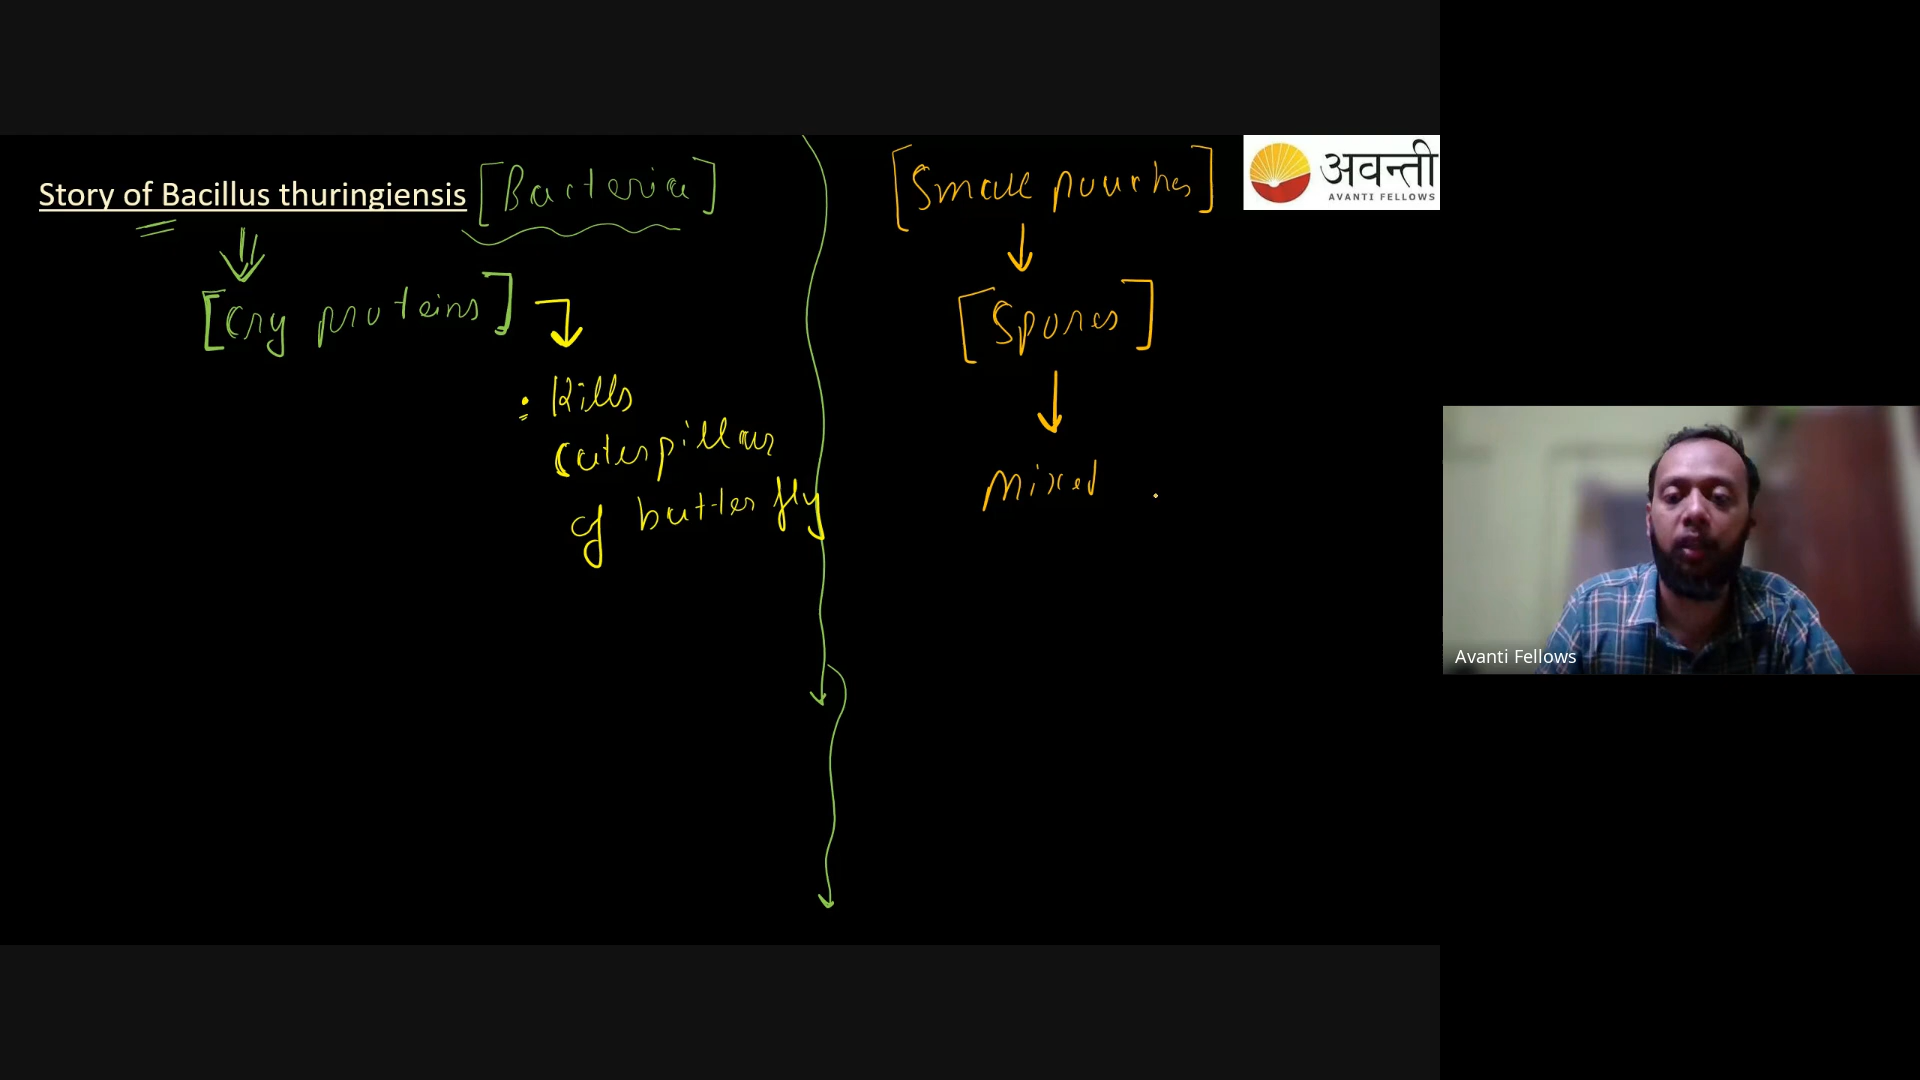 Story of Bacillus thuringiensis [Bacteria]
[Cry proteins]
: Kills
Caterpillar
of butterfly
[Small pouches]
[Spores]
Mixed
अवन्ती
AVANTI FELLOWS
Avanti Fellows